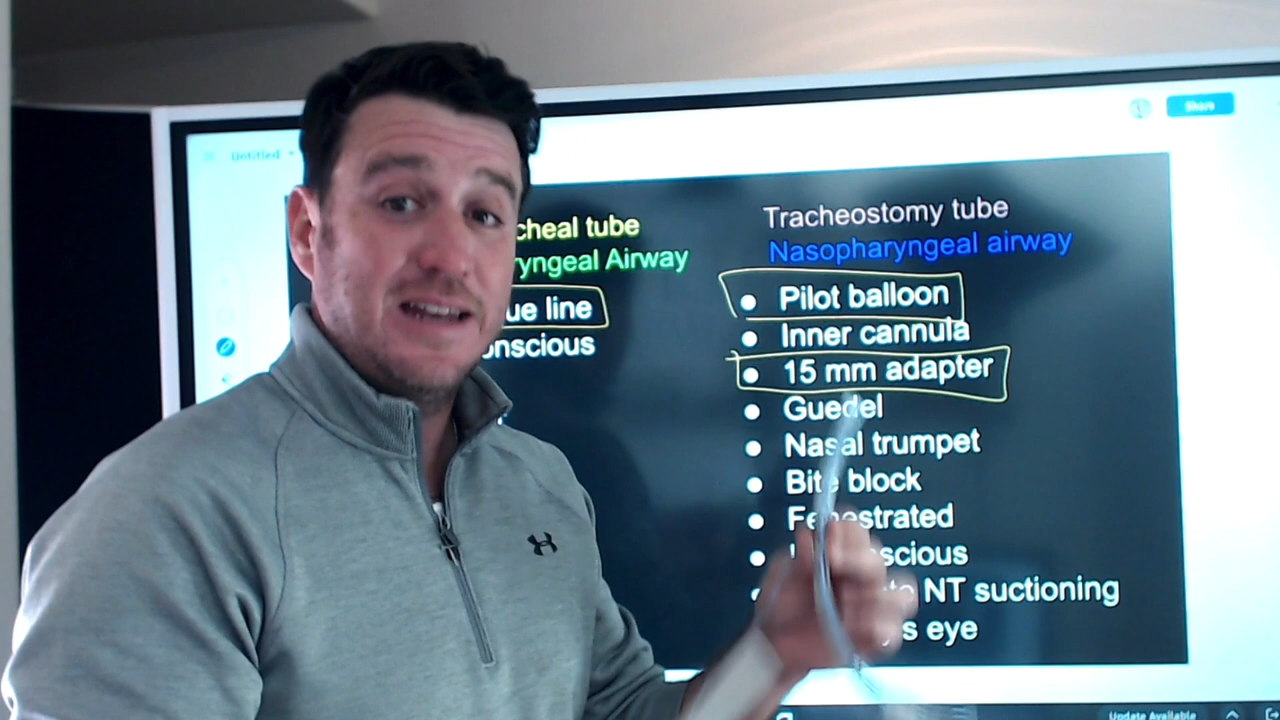 Untitled
Share
cheal tube
ryngeal Airway
ue line
onscious
Tracheostomy tube
Nasopharyngeal airway
• Pilot balloon
• Inner cannula
• 15 mm adapter
• Guedel
• Nasal trumpet
• Bite block
• Fenestrated
• scious
• NT suctioning
s eye
Update Available